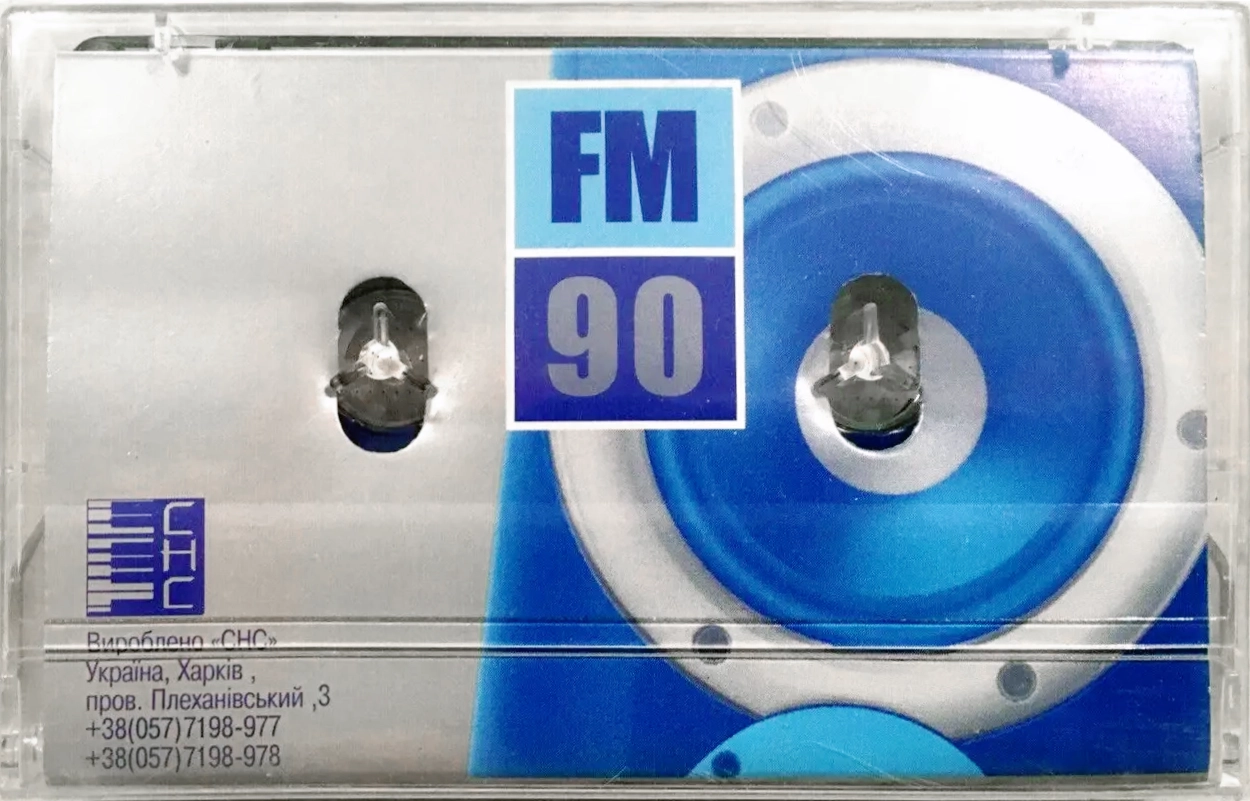 FM
90
СНС
Вироблено «СНС»
Україна, Харків ,
пров. Плеханівський ,3
+38(057)7198-977
+38(057)7198-978